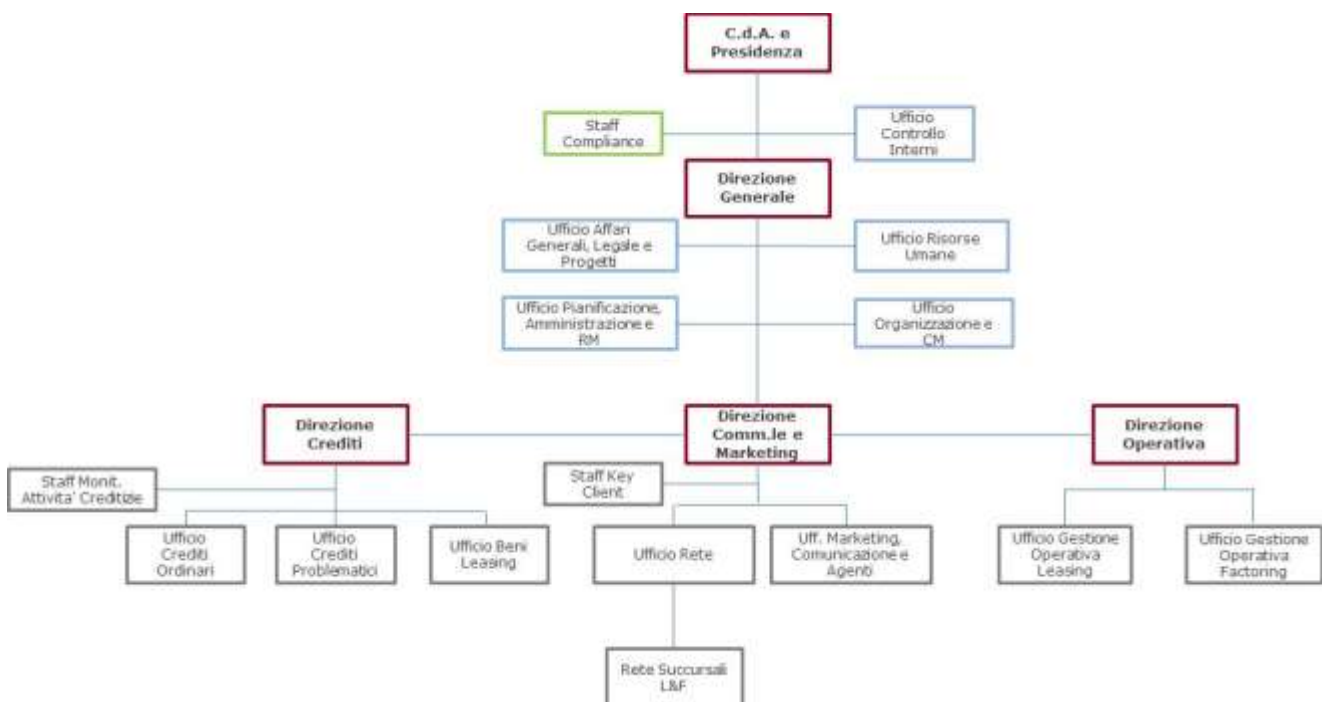 C.d.A. e
Presidenza
Staff
Compliance
Ufficio
Controllo
Interni
Direzione
Generale
Ufficio Affari
Generali, Legale e
Progetti
Ufficio Risorse
Umane
Ufficio Pianificazione,
Amministrazione e
RM
Ufficio
Organizzazione e
CM
Direzione
Crediti
Direzione
Comm.le e
Marketing
Direzione
Operativa
Staff Monit.
Attivita' Creditizie
Staff Key
Client
Ufficio
Crediti
Ordinari
Ufficio
Crediti
Problematici
Ufficio Beni
Leasing
Ufficio Rete
Uff. Marketing,
Comunicazione e
Agenti
Ufficio Gestione
Operativa
Leasing
Ufficio Gestione
Operativa
Factoring
Rete Succursali
L&F